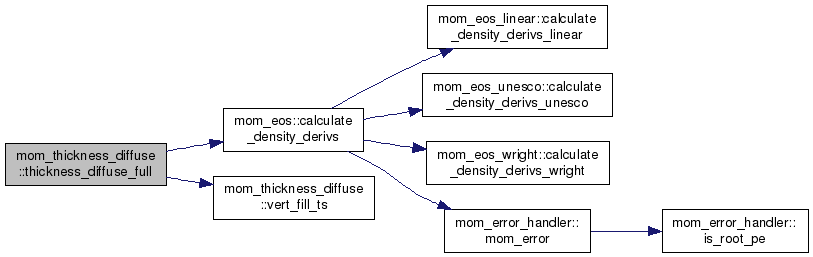 mom_thickness_diffuse
::thickness_diffuse_full
mom_eos::calculate
_density_derivs
mom_thickness_diffuse
::vert_fill_ts
mom_eos_linear::calculate
_density_derivs_linear
mom_eos_unesco::calculate
_density_derivs_unesco
mom_eos_wright::calculate
_density_derivs_wright
mom_error_handler::
mom_error
mom_error_handler::
is_root_pe